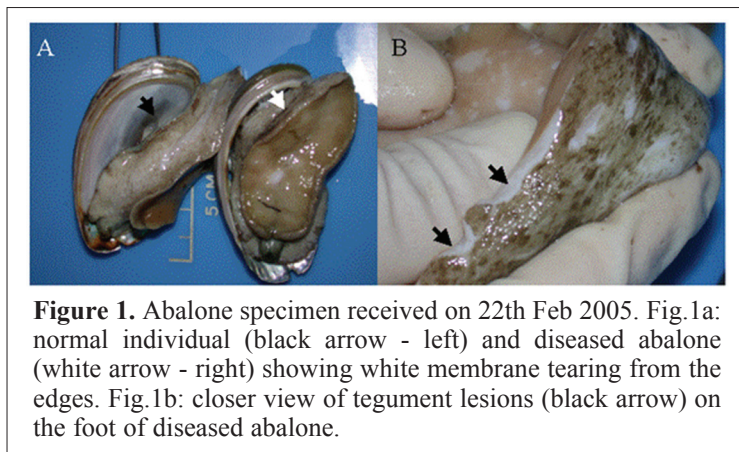 A
B
5 CM
Figure 1. Abalone specimen received on 22th Feb 2005. Fig.1a:
normal individual (black arrow - left) and diseased abalone
(white arrow - right) showing white membrane tearing from the
edges. Fig.1b: closer view of tegument lesions (black arrow) on
the foot of diseased abalone.